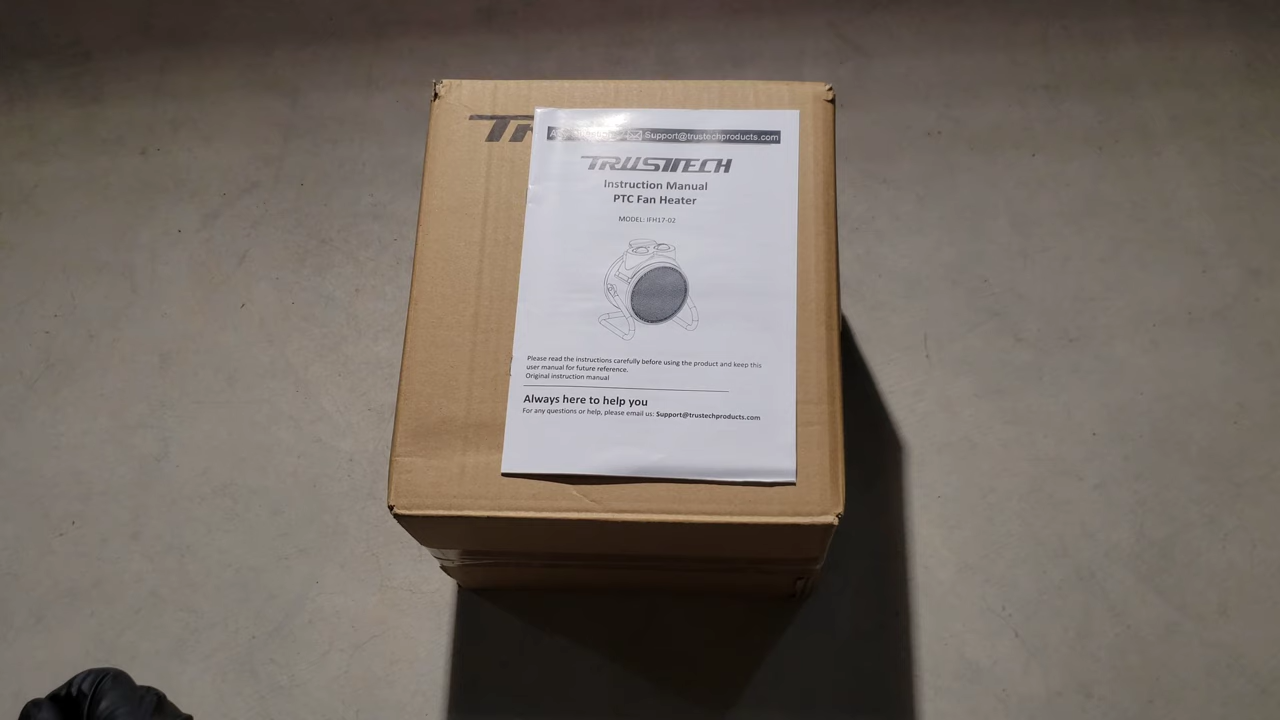 TR
Support@trustechproducts.com
TRUSTECH
Instruction Manual
PTC Fan Heater
MODEL: IFH17-02
Please read the instructions carefully before using the product and keep this
user manual for future reference.
Original instruction manual
Always here to help you
For any questions or help, please email us: Support@trustechproducts.com